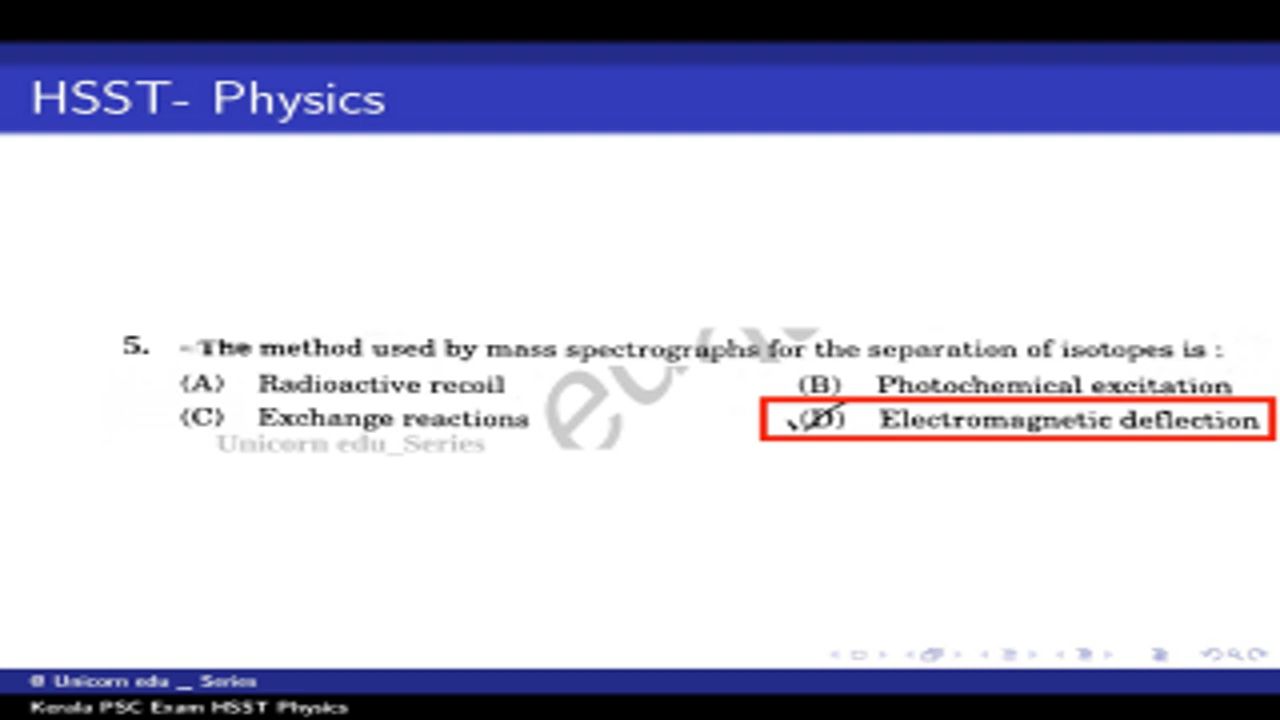 HSST- Physics
5. - The method used by mass spectrographs for the separation of isotopes is :
(A) Radioactive recoil (B) Photochemical excitation
(C) Exchange reactions (D) Electromagnetic deflection
Unicorn edu_Series
© Unicorn edu _ Series
Kerala PSC Exam HSST Physics